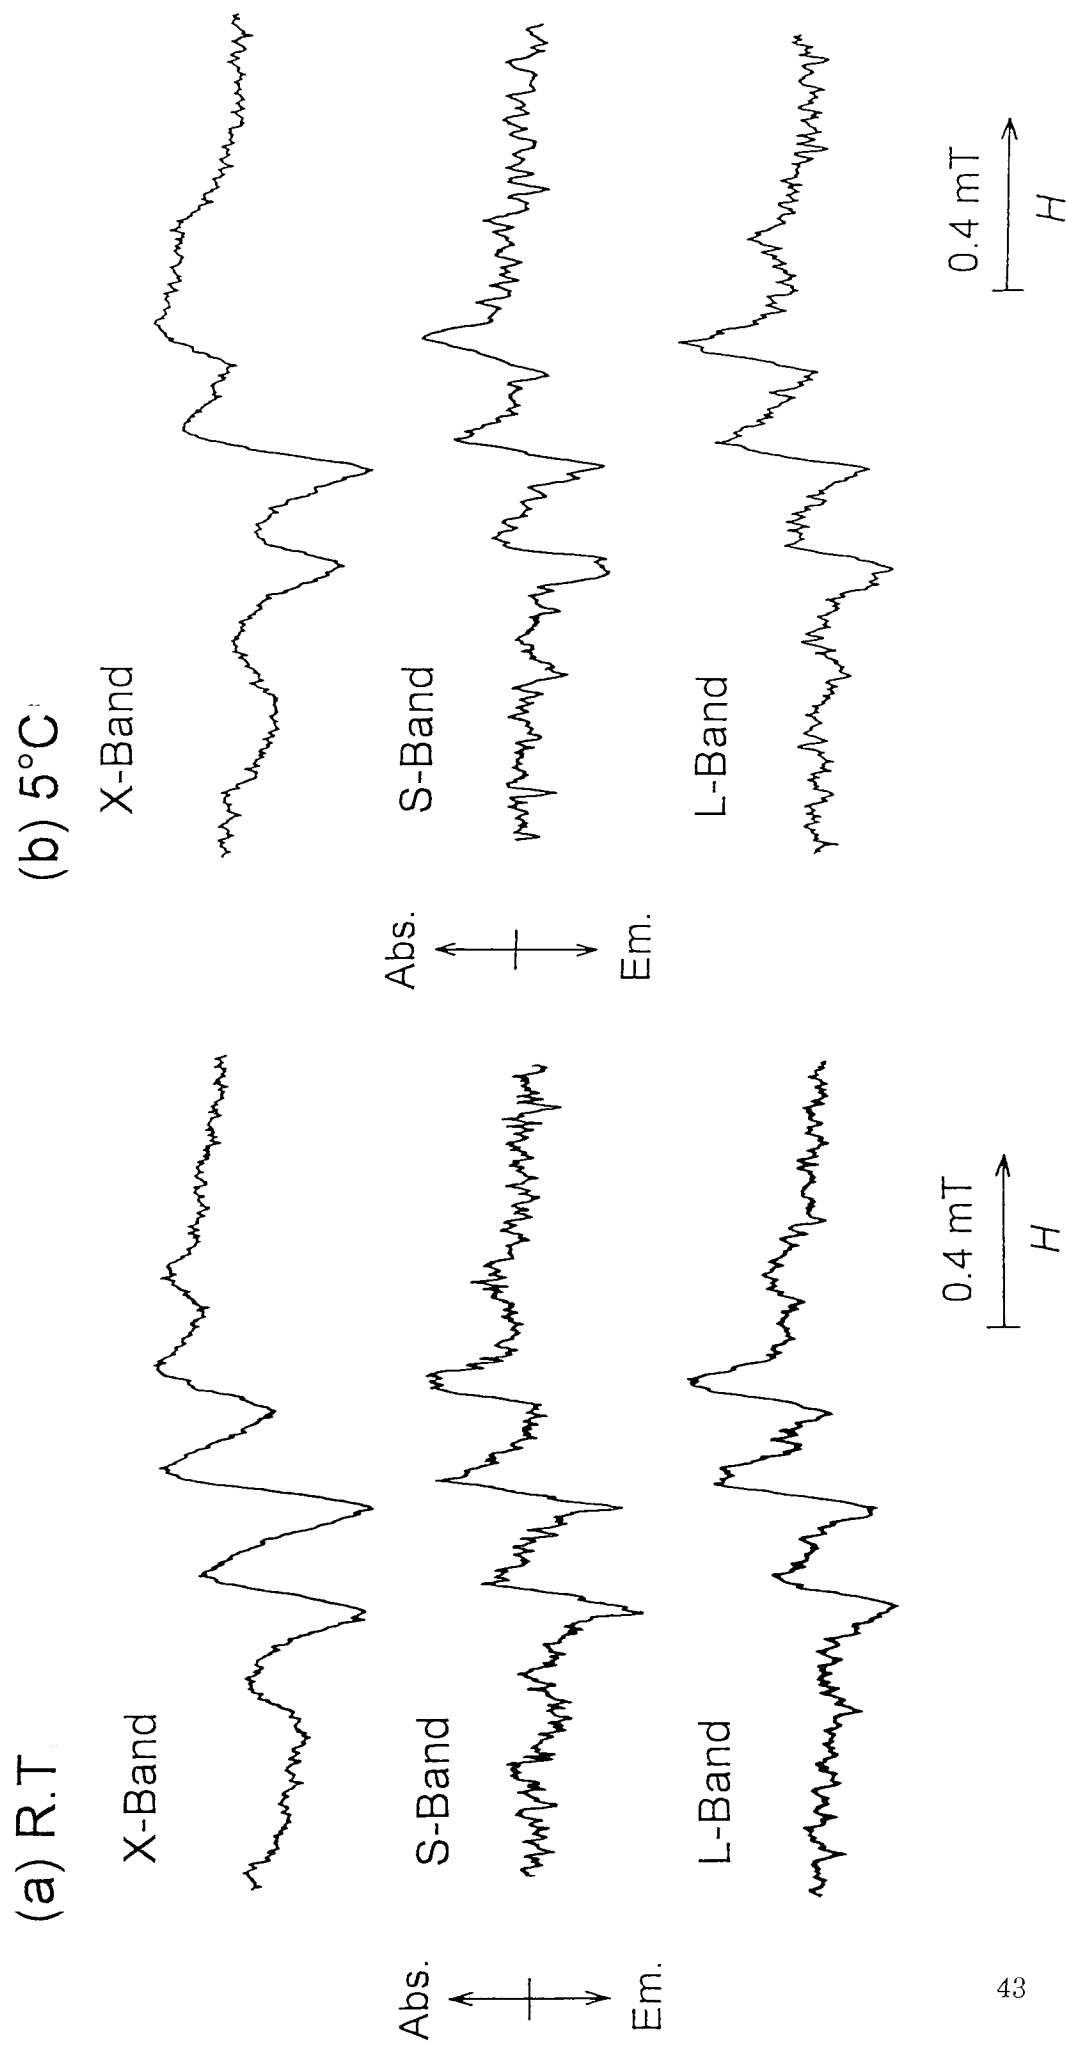 (a) R.T.
X-Band
S-Band
L-Band
Abs.
Em.
0.4 mT
H
(b) 5°C
X-Band
S-Band
L-Band
Abs.
Em.
0.4 mT
H
43